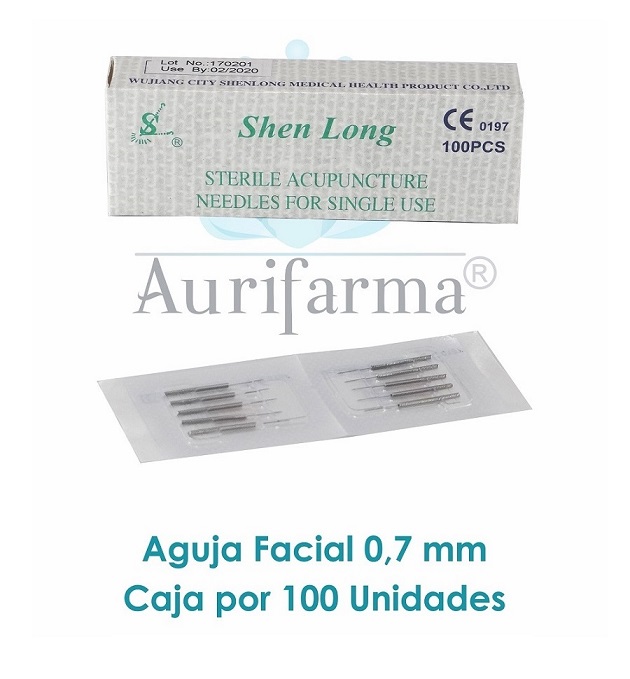 Lot No.:170201
Use By:02/2020
WUJIANG CITY SHENLONG MEDICAL HEALTH PRODUCT CO.,LTD
SL®
Shen Long
CE 0197
100PCS
STERILE ACUPUNCTURE
NEEDLES FOR SINGLE USE
Aurifarma®
Aguja Facial 0,7 mm
Caja por 100 Unidades